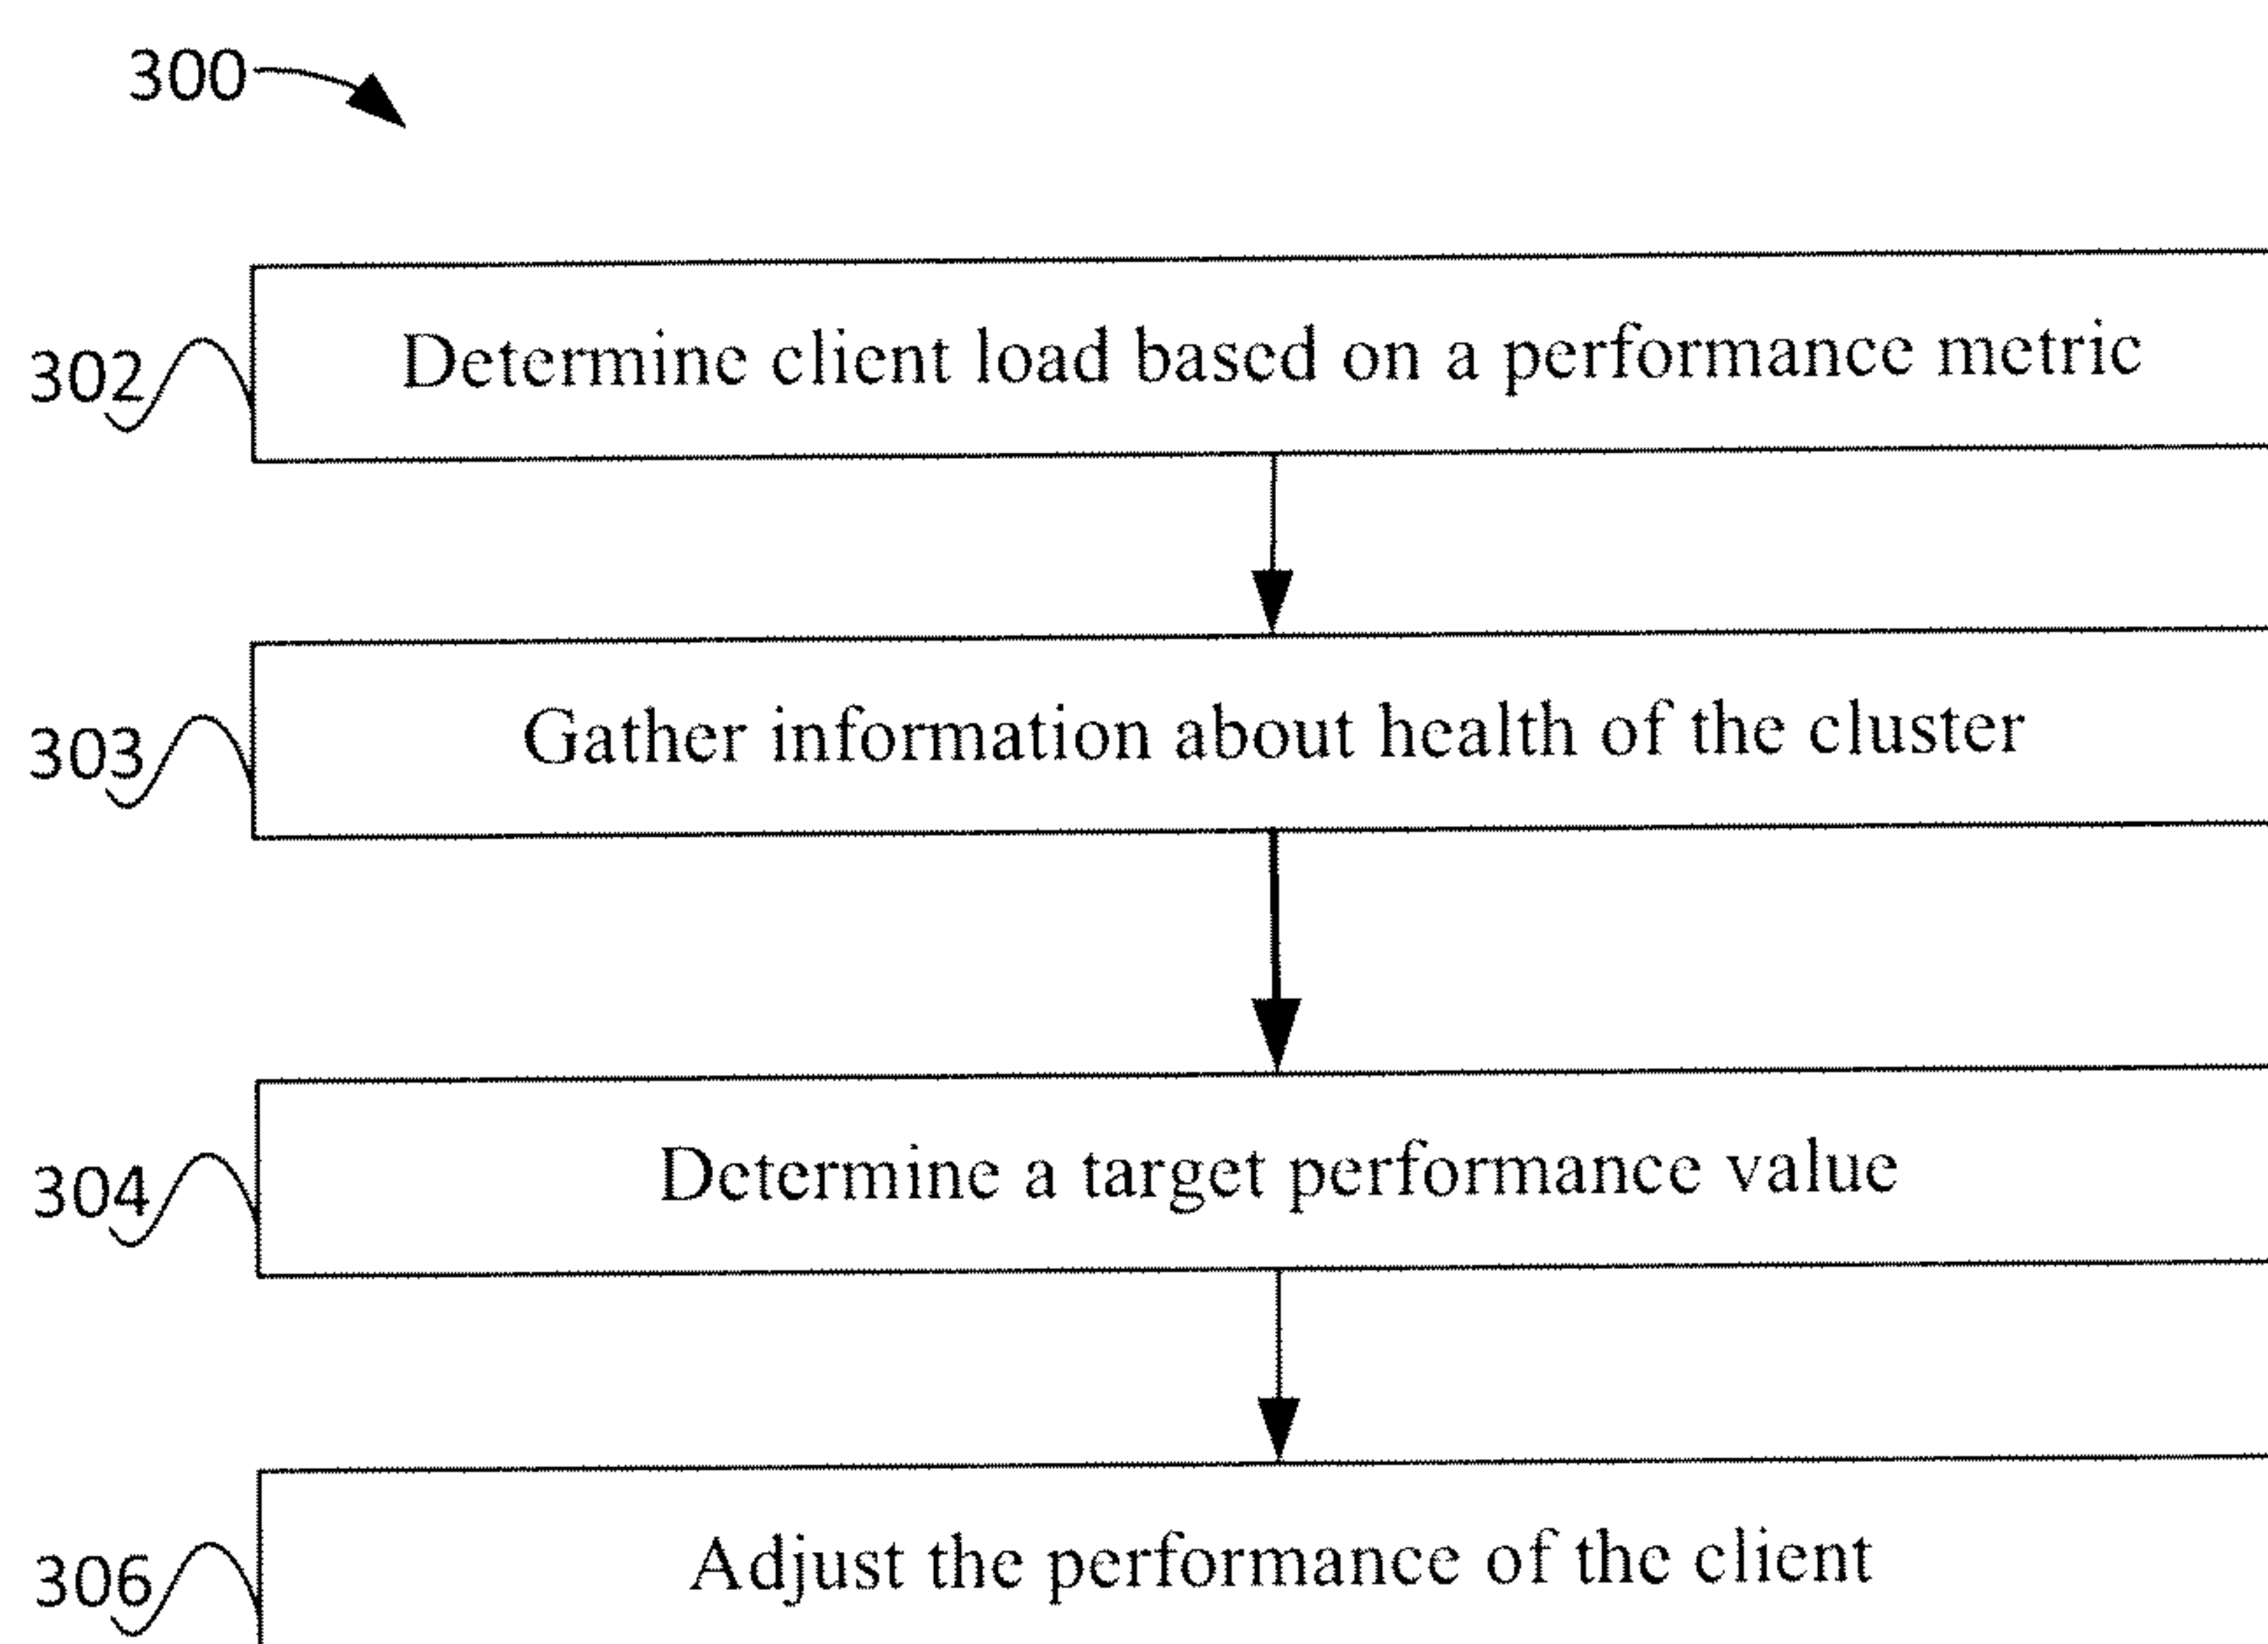 300
302 Determine client load based on a performance metric
303 Gather information about health of the cluster
304 Determine a target performance value
306 Adjust the performance of the client